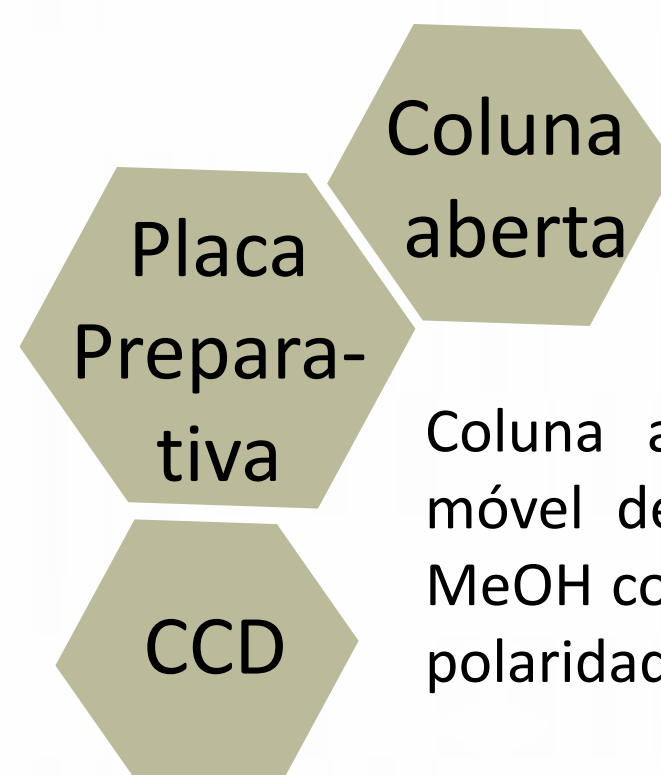 Coluna
aberta
Placa
Prepara-
tiva
CCD
Coluna
móvel
MeOH